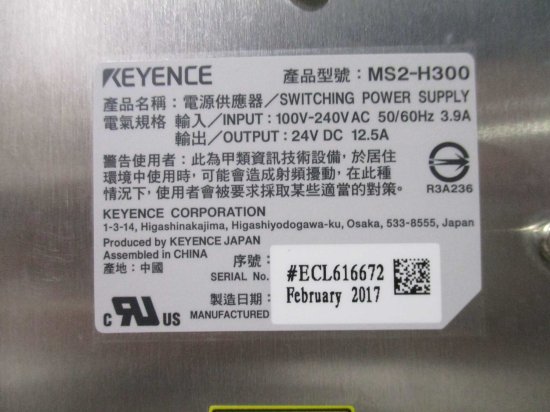 KEYENCE 產品型號：MS2-H300
產品名稱：電源供應器／SWITCHING POWER SUPPLY
電氣規格 輸入／INPUT : 100V-240V AC 50/60Hz 3.9A
輸出／OUTPUT : 24V DC 12.5A
警告使用者：此為甲類資訊技術設備，於居住
環境中使用時，可能會造成射頻擾動，在此種
情況下，使用者會被要求採取某些適當的對策。
R3A236
KEYENCE CORPORATION
1-3-14, Higashinakajima, Higashiyodogawa-ku, Osaka, 533-8555, Japan
Produced by KEYENCE JAPAN
Assembled in CHINA
產地：中國
序號：
SERIAL No.
#ECL616672
製造日期：
MANUFACTURED
February 2017
C RU US